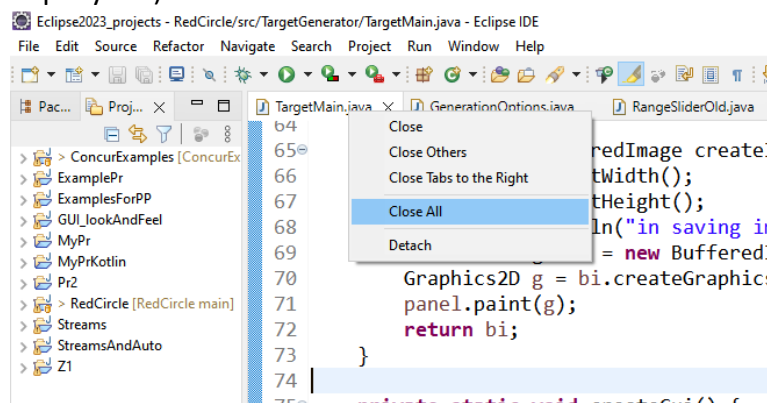 Eclipse2023_projects - RedCircle/src/TargetGenerator/TargetMain.java - Eclipse IDE
File Edit Source Refactor Navigate Search Project Run Window Help
Pac... Proj...
TargetMain.java GenerationOptions.java RangeSliderOld.java
> ConcurExamples [ConcurEx
ExamplePr
ExamplesForPP
GUI_lookAndFeel
MyPr
MyPrKotlin
Pr2
> RedCircle [RedCircle main]
Streams
StreamsAndAuto
Z1
Close
Close Others
Close Tabs to the Right
Close All
Detach
64
65 redImage createI
66 tWidth();
67 tHeight();
68 ln("in saving im
69 = new BufferedI
70 Graphics2D g = bi.createGraphics
71 panel.paint(g);
72 return bi;
73 }
74